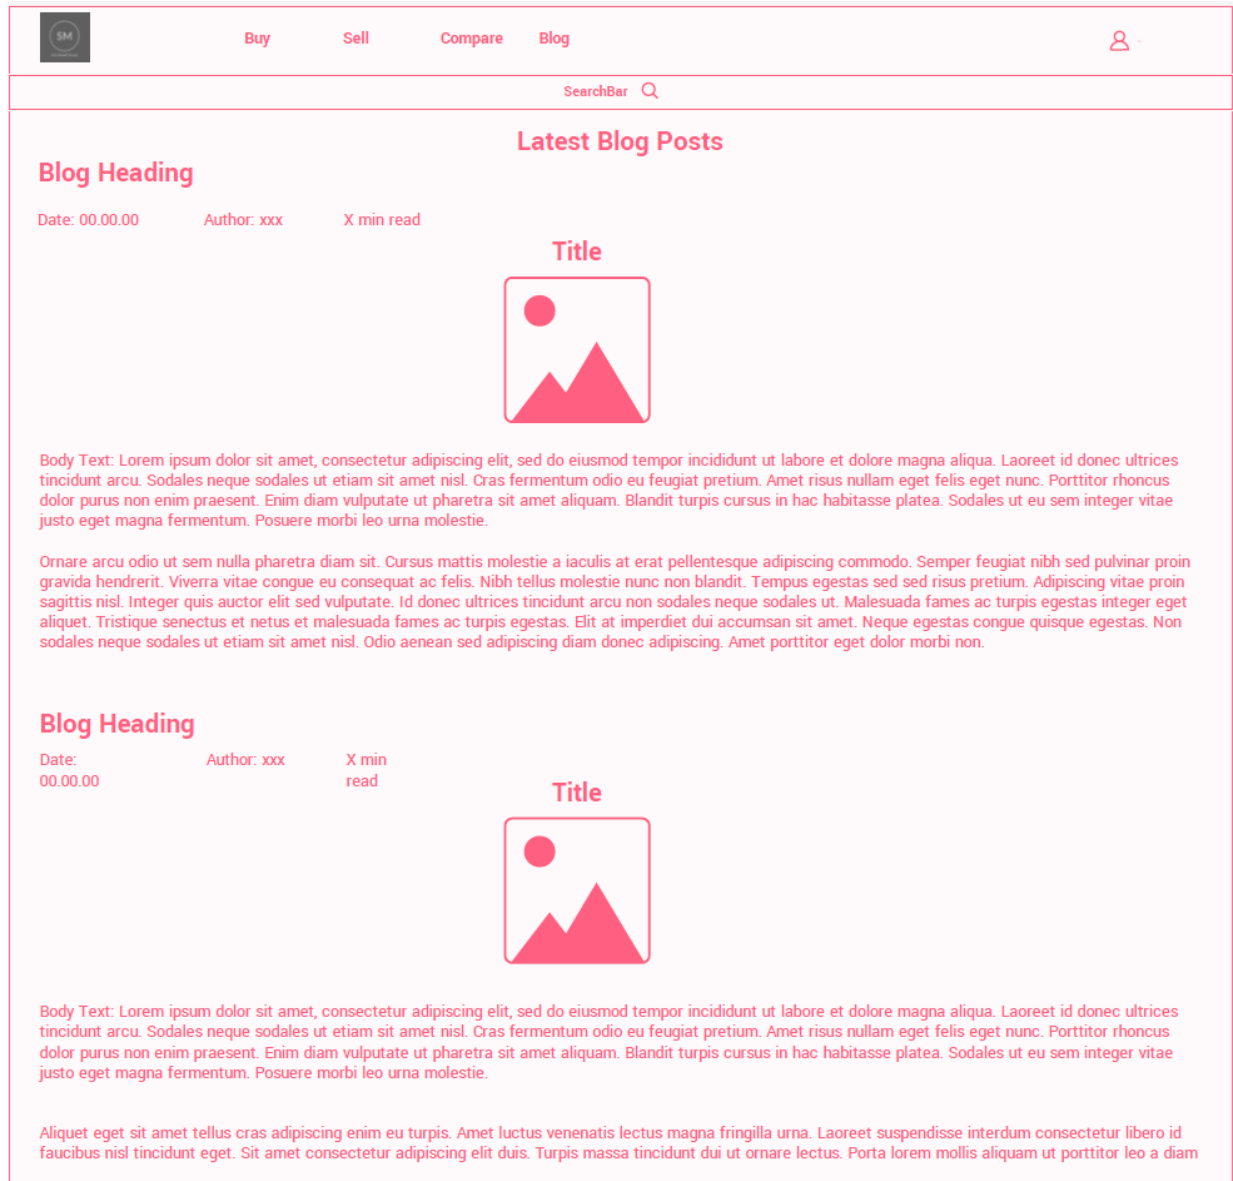 SM
Buy Sell Compare Blog
SearchBar
Latest Blog Posts
Blog Heading
Date: 00.00.00 Author: xxx X min read
Title
Body Text: Lorem ipsum dolor sit amet, consectetur adipiscing elit, sed do eiusmod tempor incididunt ut labore et dolore magna aliqua. Laoreet id donec ultrices
tincidunt arcu. Sodales neque sodales ut etiam sit amet nisl. Cras fermentum odio eu feugiat pretium. Amet risus nullam eget felis eget nunc. Porttitor rhoncus
dolor purus non enim praesent. Enim diam vulputate ut pharetra sit amet aliquam. Blandit turpis cursus in hac habitasse platea. Sodales ut eu sem integer vitae
justo eget magna fermentum. Posuere morbi leo urna molestie.
Ornare arcu odio ut sem nulla pharetra diam sit. Cursus mattis molestie a iaculis at erat pellentesque adipiscing commodo. Semper feugiat nibh sed pulvinar proin
gravida hendrerit. Viverra vitae congue eu consequat ac felis. Nibh tellus molestie nunc non blandit. Tempus egestas sed sed risus pretium. Adipiscing vitae proin
sagittis nisl. Integer quis auctor elit sed vulputate. Id donec ultrices tincidunt arcu non sodales neque sodales ut. Malesuada fames ac turpis egestas integer eget
aliquet. Tristique senectus et netus et malesuada fames ac turpis egestas. Elit at imperdiet dui accumsan sit amet. Neque egestas congue quisque egestas. Non
sodales neque sodales ut etiam sit amet nisl. Odio aenean sed adipiscing diam donec adipiscing. Amet porttitor eget dolor morbi non.
Blog Heading
Date: Author: xxx X min
00.00.00 read
Title
Body Text: Lorem ipsum dolor sit amet, consectetur adipiscing elit, sed do eiusmod tempor incididunt ut labore et dolore magna aliqua. Laoreet id donec ultrices
tincidunt arcu. Sodales neque sodales ut etiam sit amet nisl. Cras fermentum odio eu feugiat pretium. Amet risus nullam eget felis eget nunc. Porttitor rhoncus
dolor purus non enim praesent. Enim diam vulputate ut pharetra sit amet aliquam. Blandit turpis cursus in hac habitasse platea. Sodales ut eu sem integer vitae
justo eget magna fermentum. Posuere morbi leo urna molestie.
Aliquet eget sit amet tellus cras adipiscing enim eu turpis. Amet luctus venenatis lectus magna fringilla urna. Laoreet suspendisse interdum consectetur libero id
faucibus nisl tincidunt eget. Sit amet consectetur adipiscing elit duis. Turpis massa tincidunt dui ut ornare lectus. Porta lorem mollis aliquam ut porttitor leo a diam